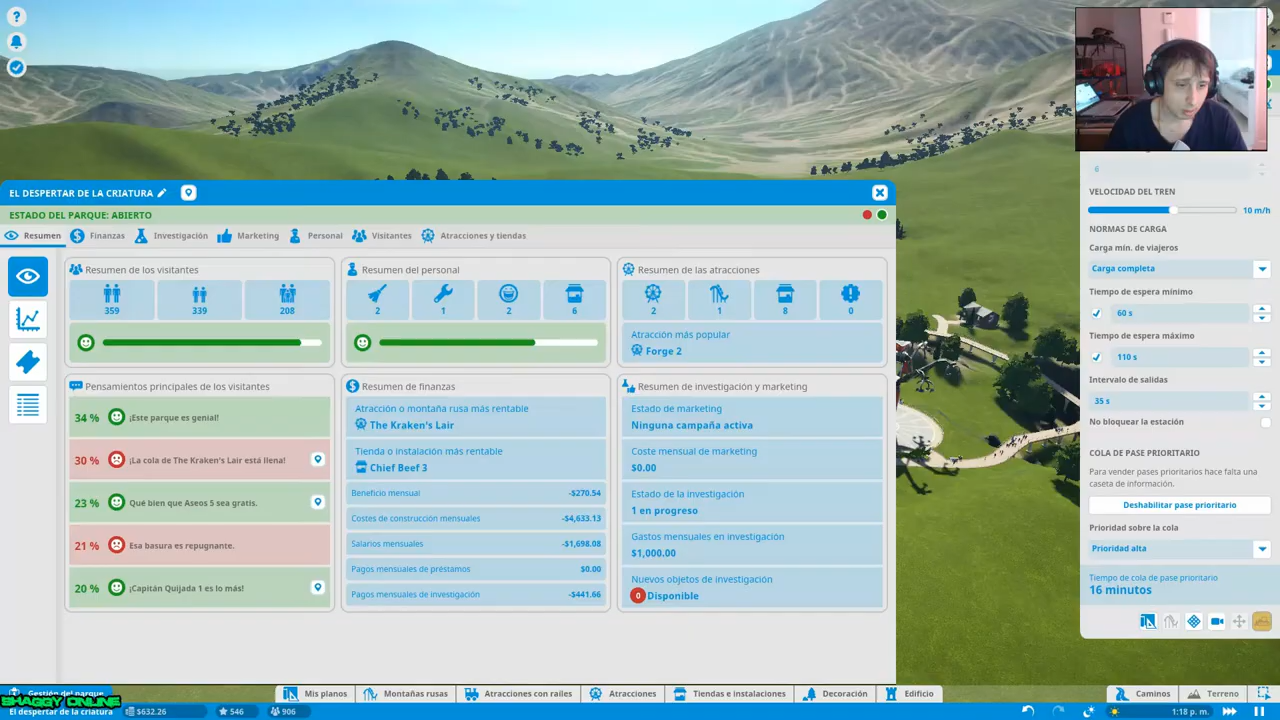 EL DESPERTAR DE LA CRIATURA
ESTADO DEL PARQUE: ABIERTO
Resumen
Finanzas
Investigación
Marketing
Personal
Visitantes
Atracciones y tiendas
Resumen de los visitantes
359
339
208
Resumen del personal
2
1
2
6
Resumen de las atracciones
2
1
8
0
Atracción más popular
Forge 2
Pensamientos principales de los visitantes
34 % ¡Este parque es genial!
30 % ¡La cola de The Kraken's Lair está llena!
23 % Qué bien que Aseos 5 sea gratis.
21 % Esa basura es repugnante.
20 % ¡Capitán Quijada 1 es lo más!
Resumen de finanzas
Atracción o montaña rusa más rentable
The Kraken's Lair
Tienda o instalación más rentable
Chief Beef 3
Beneficio mensual -$270.54
Costes de construcción mensuales -$4,633.13
Salarios mensuales -$1,698.08
Pagos mensuales de préstamos $0.00
Pagos mensuales de investigación -$441.66
Resumen de investigación y marketing
Estado de marketing
Ninguna campaña activa
Coste mensual de marketing
$0.00
Estado de la investigación
1 en progreso
Gastos mensuales en investigación
$1,000.00
Nuevos objetos de investigación
0 Disponible
6
VELOCIDAD DEL TREN
10 m/h
NORMAS DE CARGA
Carga mín. de viajeros
Carga completa
Tiempo de espera mínimo
60 s
Tiempo de espera máximo
110 s
Intervalo de salidas
35 s
No bloquear la estación
COLA DE PASE PRIORITARIO
Para vender pases prioritarios hace falta una
caseta de información.
Deshabilitar pase prioritario
Prioridad sobre la cola
Prioridad alta
Tiempo de cola de pase prioritario
16 minutos
Gestión del parque
SHAGGY ONLINE
Mis planos
Montañas rusas
Atracciones con raíles
Atracciones
Tiendas e instalaciones
Decoración
Edificio
Caminos
Terreno
El despertar de la criatura
$632.26
546
906
1:18 p. m.